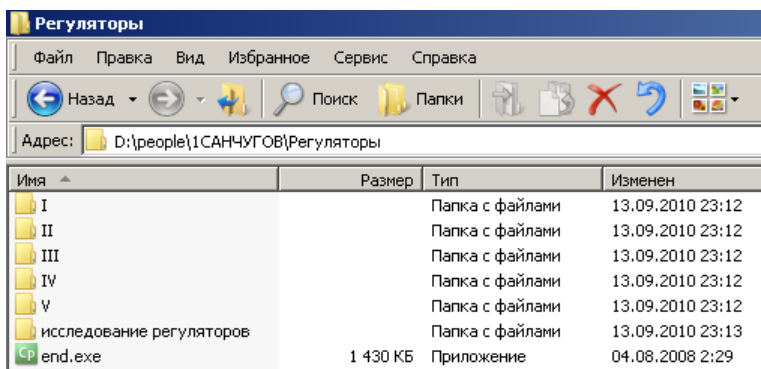 Регуляторы
Файл Правка Вид Избранное Сервис Справка
Назад Поиск Папки
Адрес: D:\people\1САНЧУГОВ\Регуляторы
Имя Размер Тип Изменен
I Папка с файлами 13.09.2010 23:12
II Папка с файлами 13.09.2010 23:12
III Папка с файлами 13.09.2010 23:12
IV Папка с файлами 13.09.2010 23:12
V Папка с файлами 13.09.2010 23:12
исследование регуляторов Папка с файлами 13.09.2010 23:13
Cp end.exe 1 430 КБ Приложение 04.08.2008 2:29